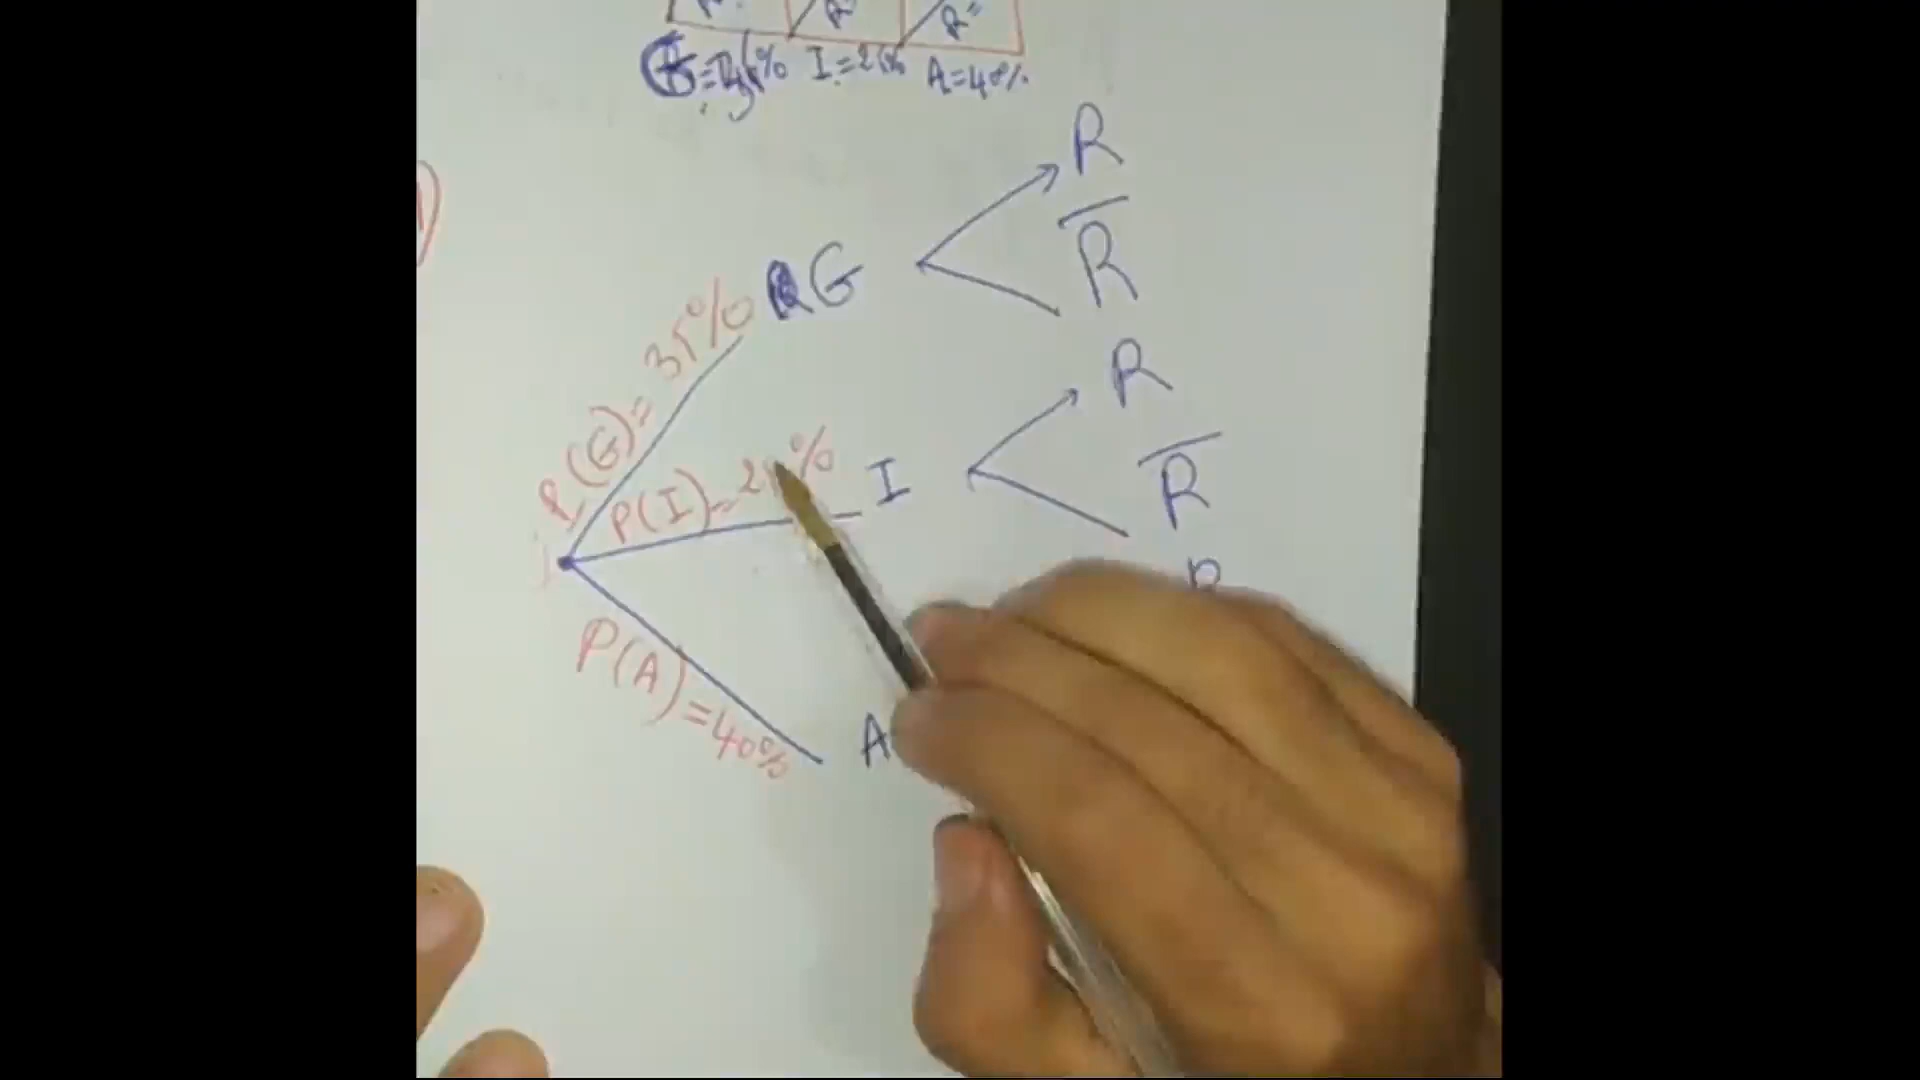 R R" R"
I=25% A=40%
R
R̅
G
P(G)= 35%
R
P(I)=25% I
R̅
R
P(A)=40%
A